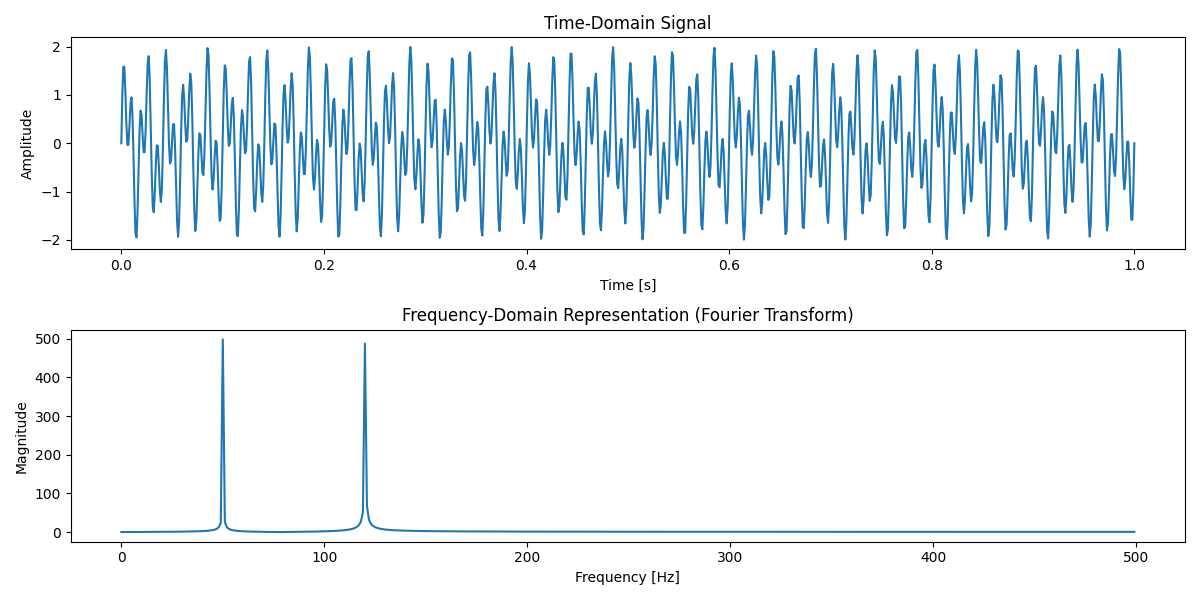 Time-Domain Signal
2
1
0
−1
−2
Amplitude
0.0 0.2 0.4 0.6 0.8 1.0
Time [s]
Frequency-Domain Representation (Fourier Transform)
500
400
300
200
100
0
Magnitude
0 100 200 300 400 500
Frequency [Hz]